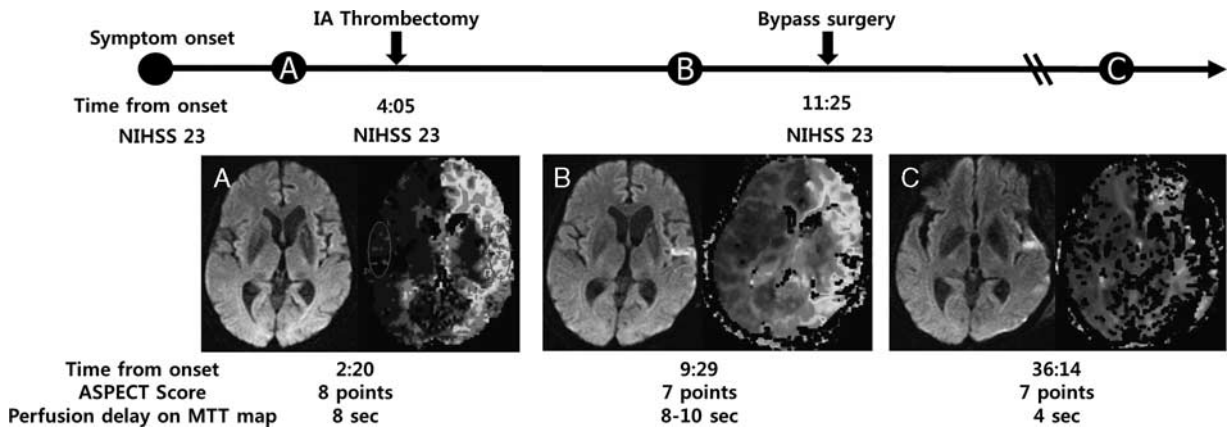 IA Thrombectomy
Bypass surgery
Symptom onset
A
B
C
Time from onset
4:05
11:25
NIHSS 23
NIHSS 23
NIHSS 23
A
B
C
Time from onset
2:20
9:29
36:14
ASPECT Score
8 points
7 points
7 points
Perfusion delay on MTT map
8 sec
8-10 sec
4 sec